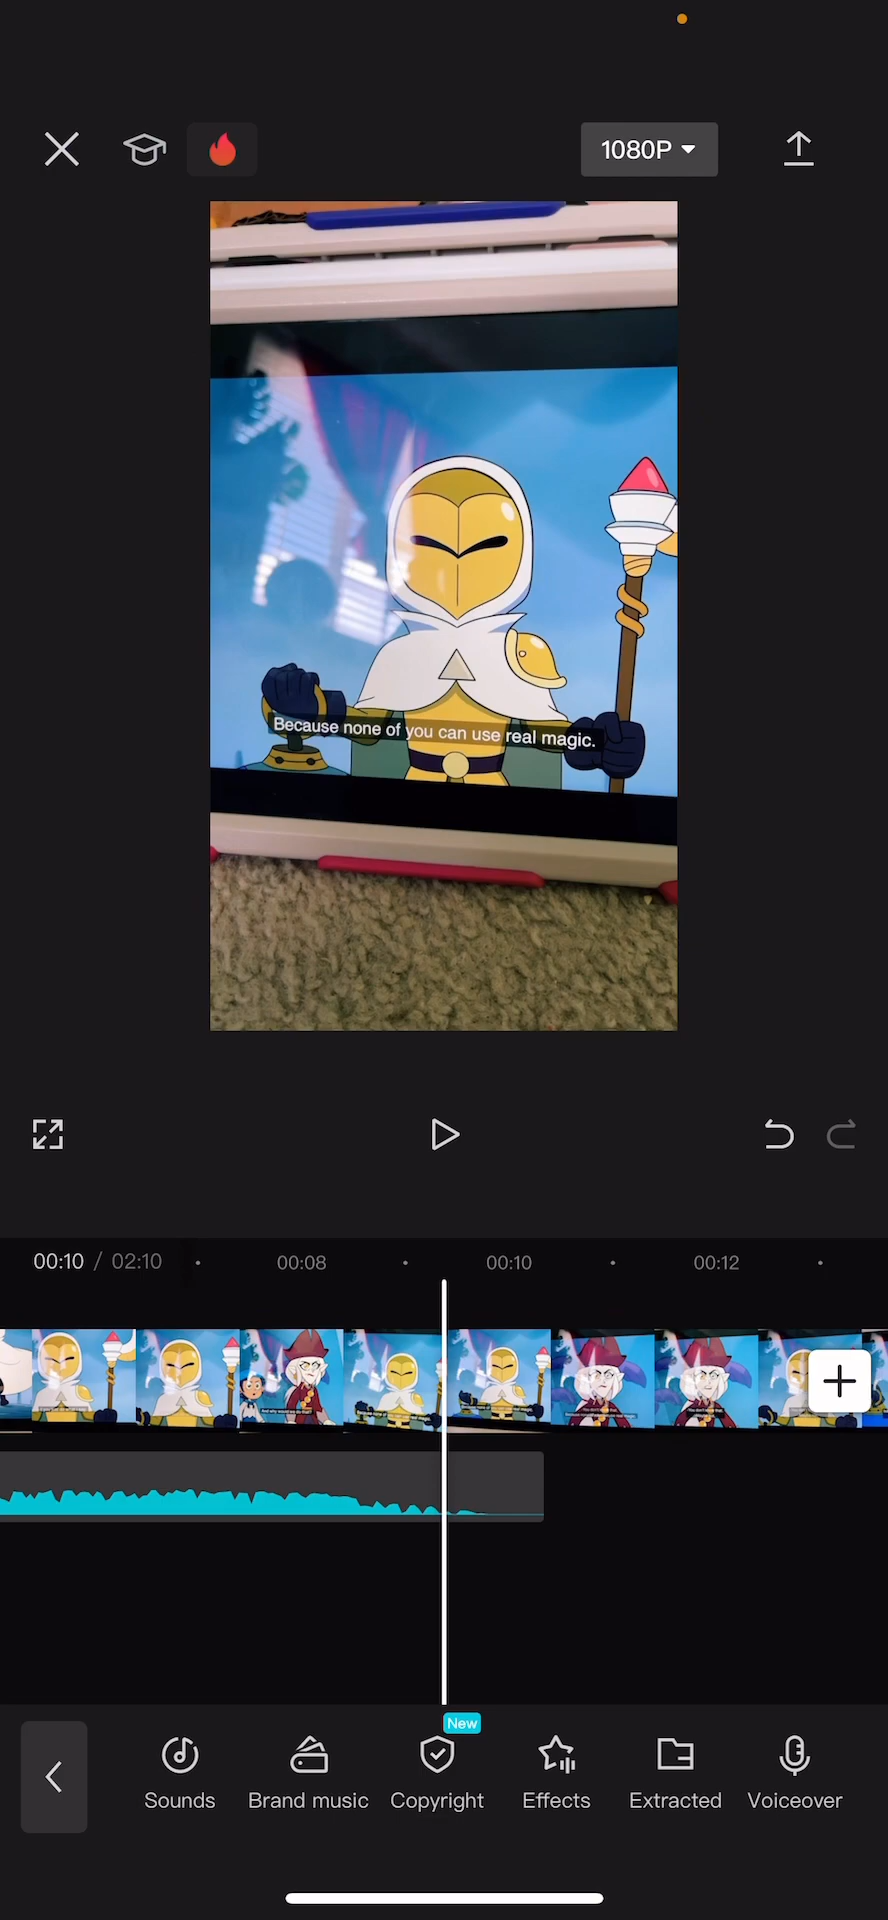 1080P
Because none of you can use real magic.
00:10 / 02:10
00:08
00:10
00:12
New
Sounds
Brand music
Copyright
Effects
Extracted
Voiceover